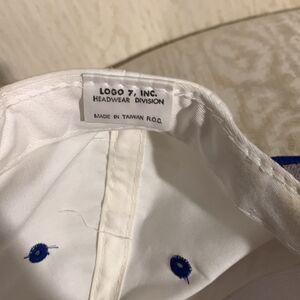 LOGO 7, INC.
HEADWEAR DIVISION
MADE IN TAIWAN R.O.C.